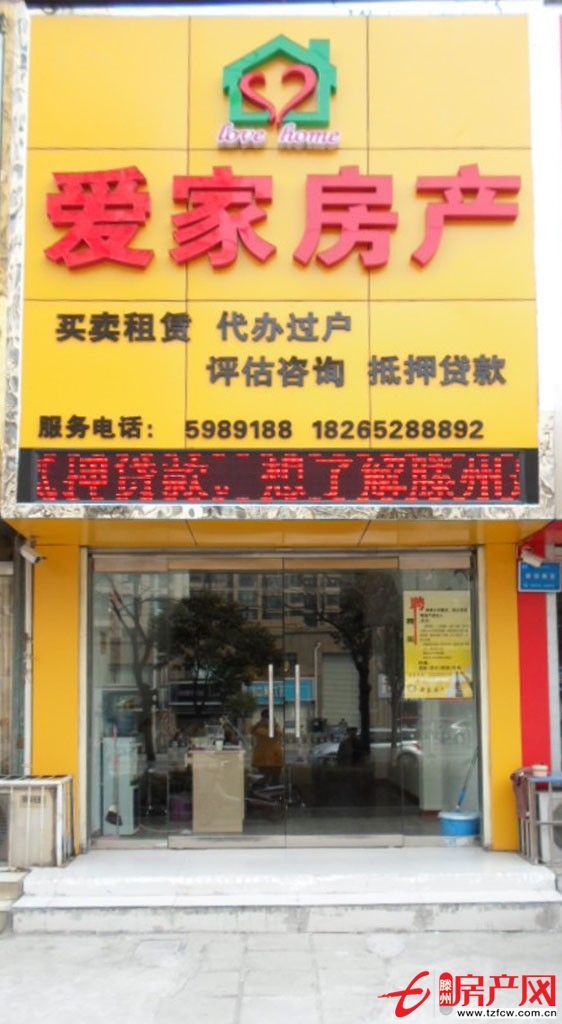 love home
爱家房产
买卖租赁 代办过户
评估咨询 抵押贷款
服务电话： 5989188 18265288892
押贷款。想了解滕州
聘
滕州 房产网
www.tzfcw.com.cn